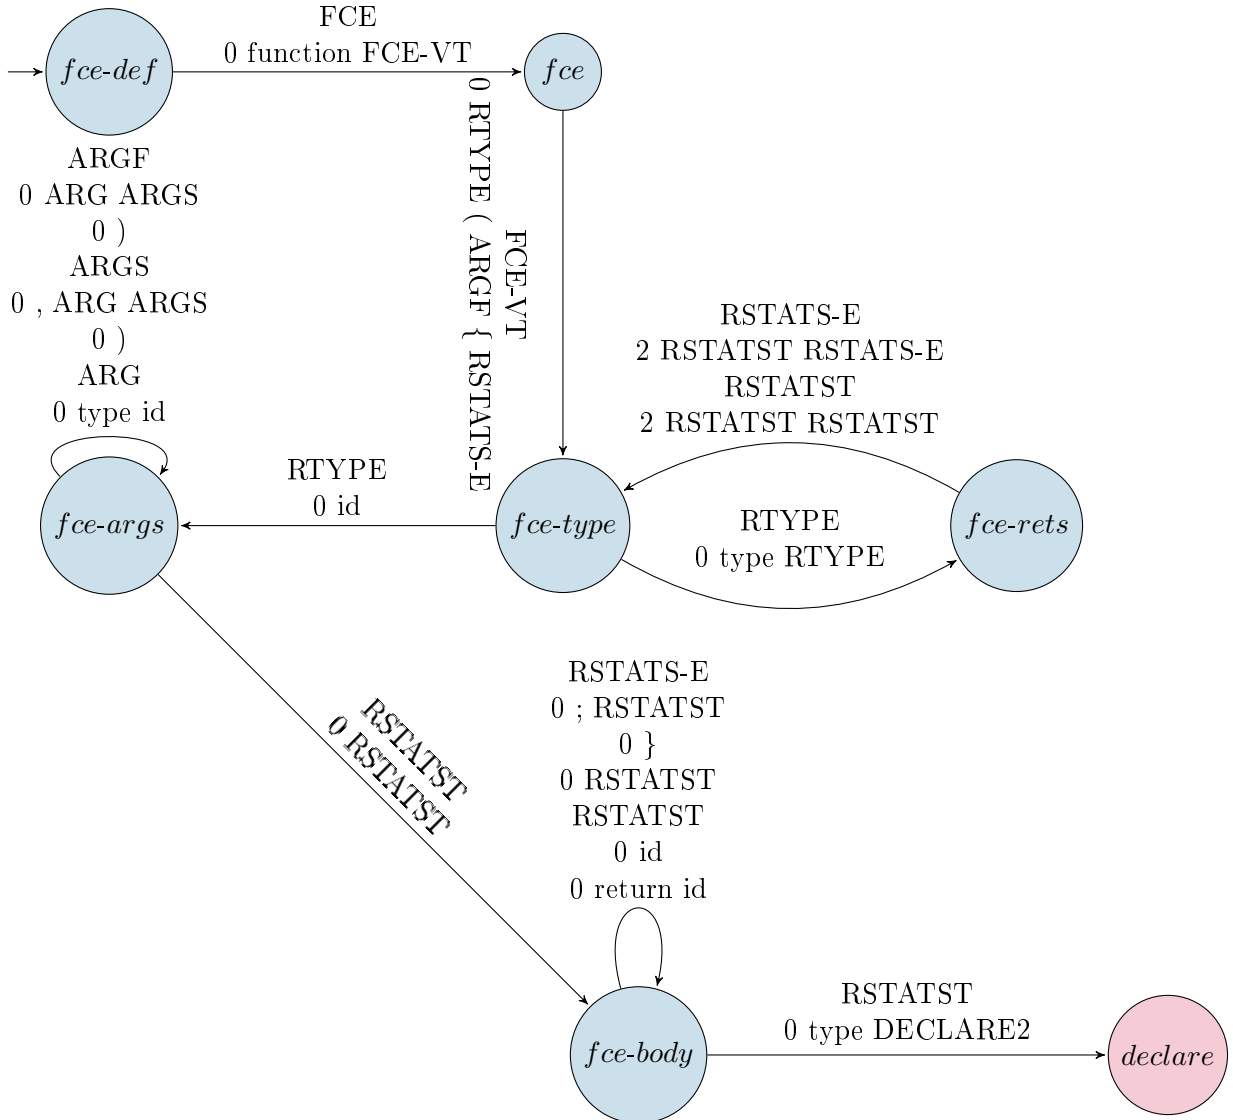 FCE
0 function FCE-VT
fce-def
fce
ARGF
0 ARG ARGS
0 )
ARGS
0 , ARG ARGS
0 )
ARG
0 type id
FCE-VT
0 RTYPE ( ARGF { RSTATS-E
RSTATS-E
2 RSTATST RSTATS-E
RSTATST
2 RSTATST RSTATST
RTYPE
0 id
RTYPE
0 type RTYPE
fce-args
fce-type
fce-rets
RSTATST
0 RSTATST
RSTATS-E
0 ; RSTATST
0 }
0 RSTATST
RSTATST
0 id
0 return id
RSTATST
0 type DECLARE2
fce-body
declare